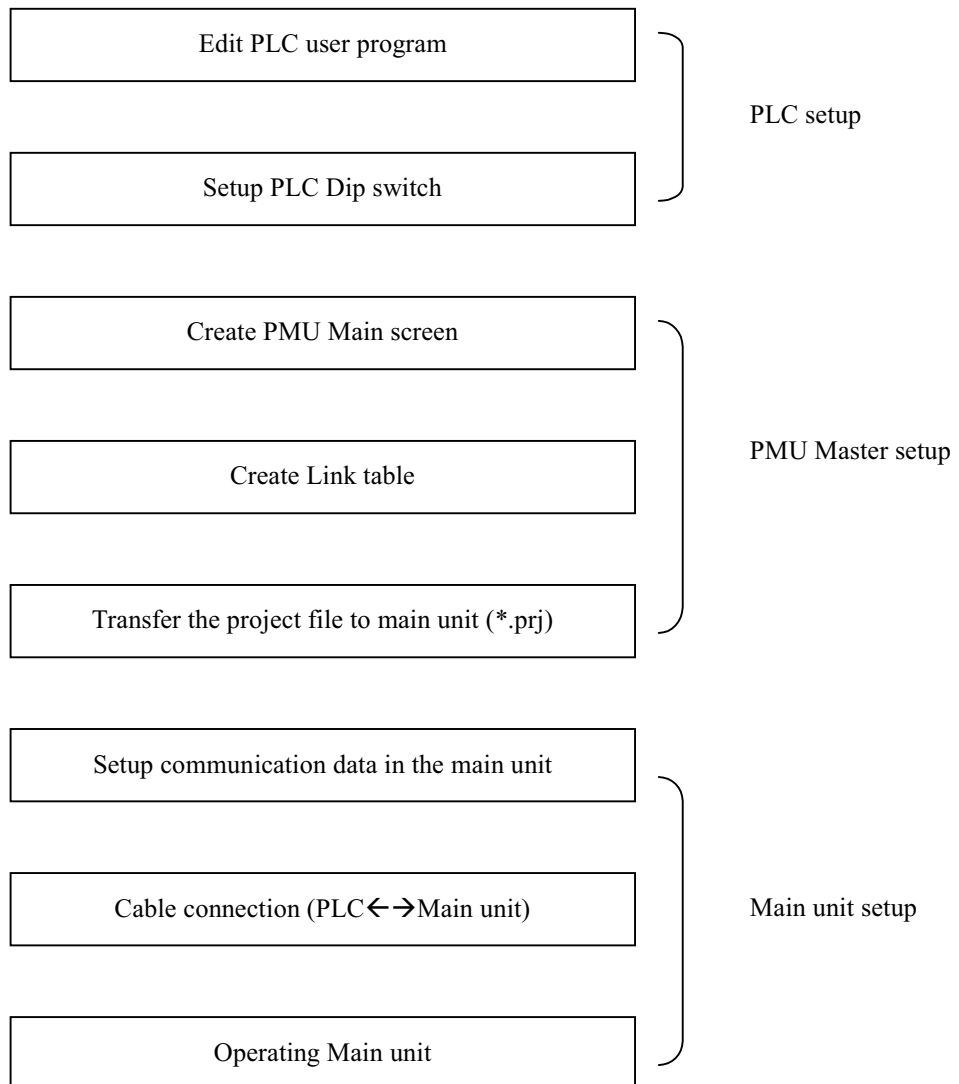 Edit PLC user program
PLC setup
Setup PLC Dip switch
Create PMU Main screen
Create Link table
PMU Master setup
Transfer the project file to main unit (*.prj)
Setup communication data in the main unit
Cable connection (PLC←→Main unit)
Main unit setup
Operating Main unit